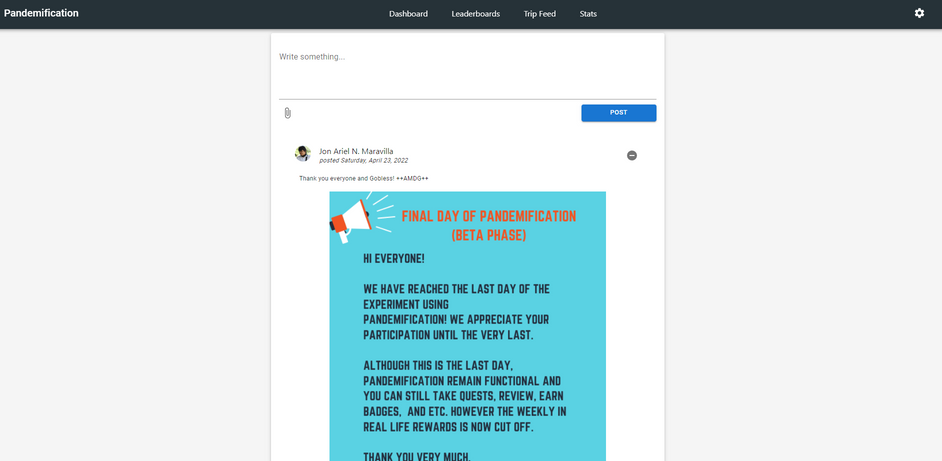 Pandemification
Dashboard
Leaderboards
Trip Feed
Stats
Write something...
POST
Jon Ariel N. Maravilla
posted Saturday, April 23, 2022
Thank you everyone and Gobless! ++AMDG++
FINAL DAY OF PANDEMIFICATION
(BETA PHASE)
HI EVERYONE!
WE HAVE REACHED THE LAST DAY OF THE
EXPERIMENT USING
PANDEMIFICATION! WE APPRECIATE YOUR
PARTICIPATION UNTIL THE VERY LAST.
ALTHOUGH THIS IS THE LAST DAY,
PANDEMIFICATION REMAIN FUNCTIONAL AND
YOU CAN STILL TAKE QUESTS, REVIEW, EARN
BADGES, AND ETC. HOWEVER THE WEEKLY IN
REAL LIFE REWARDS IS NOW CUT OFF.
THANK YOU VERY MUCH.